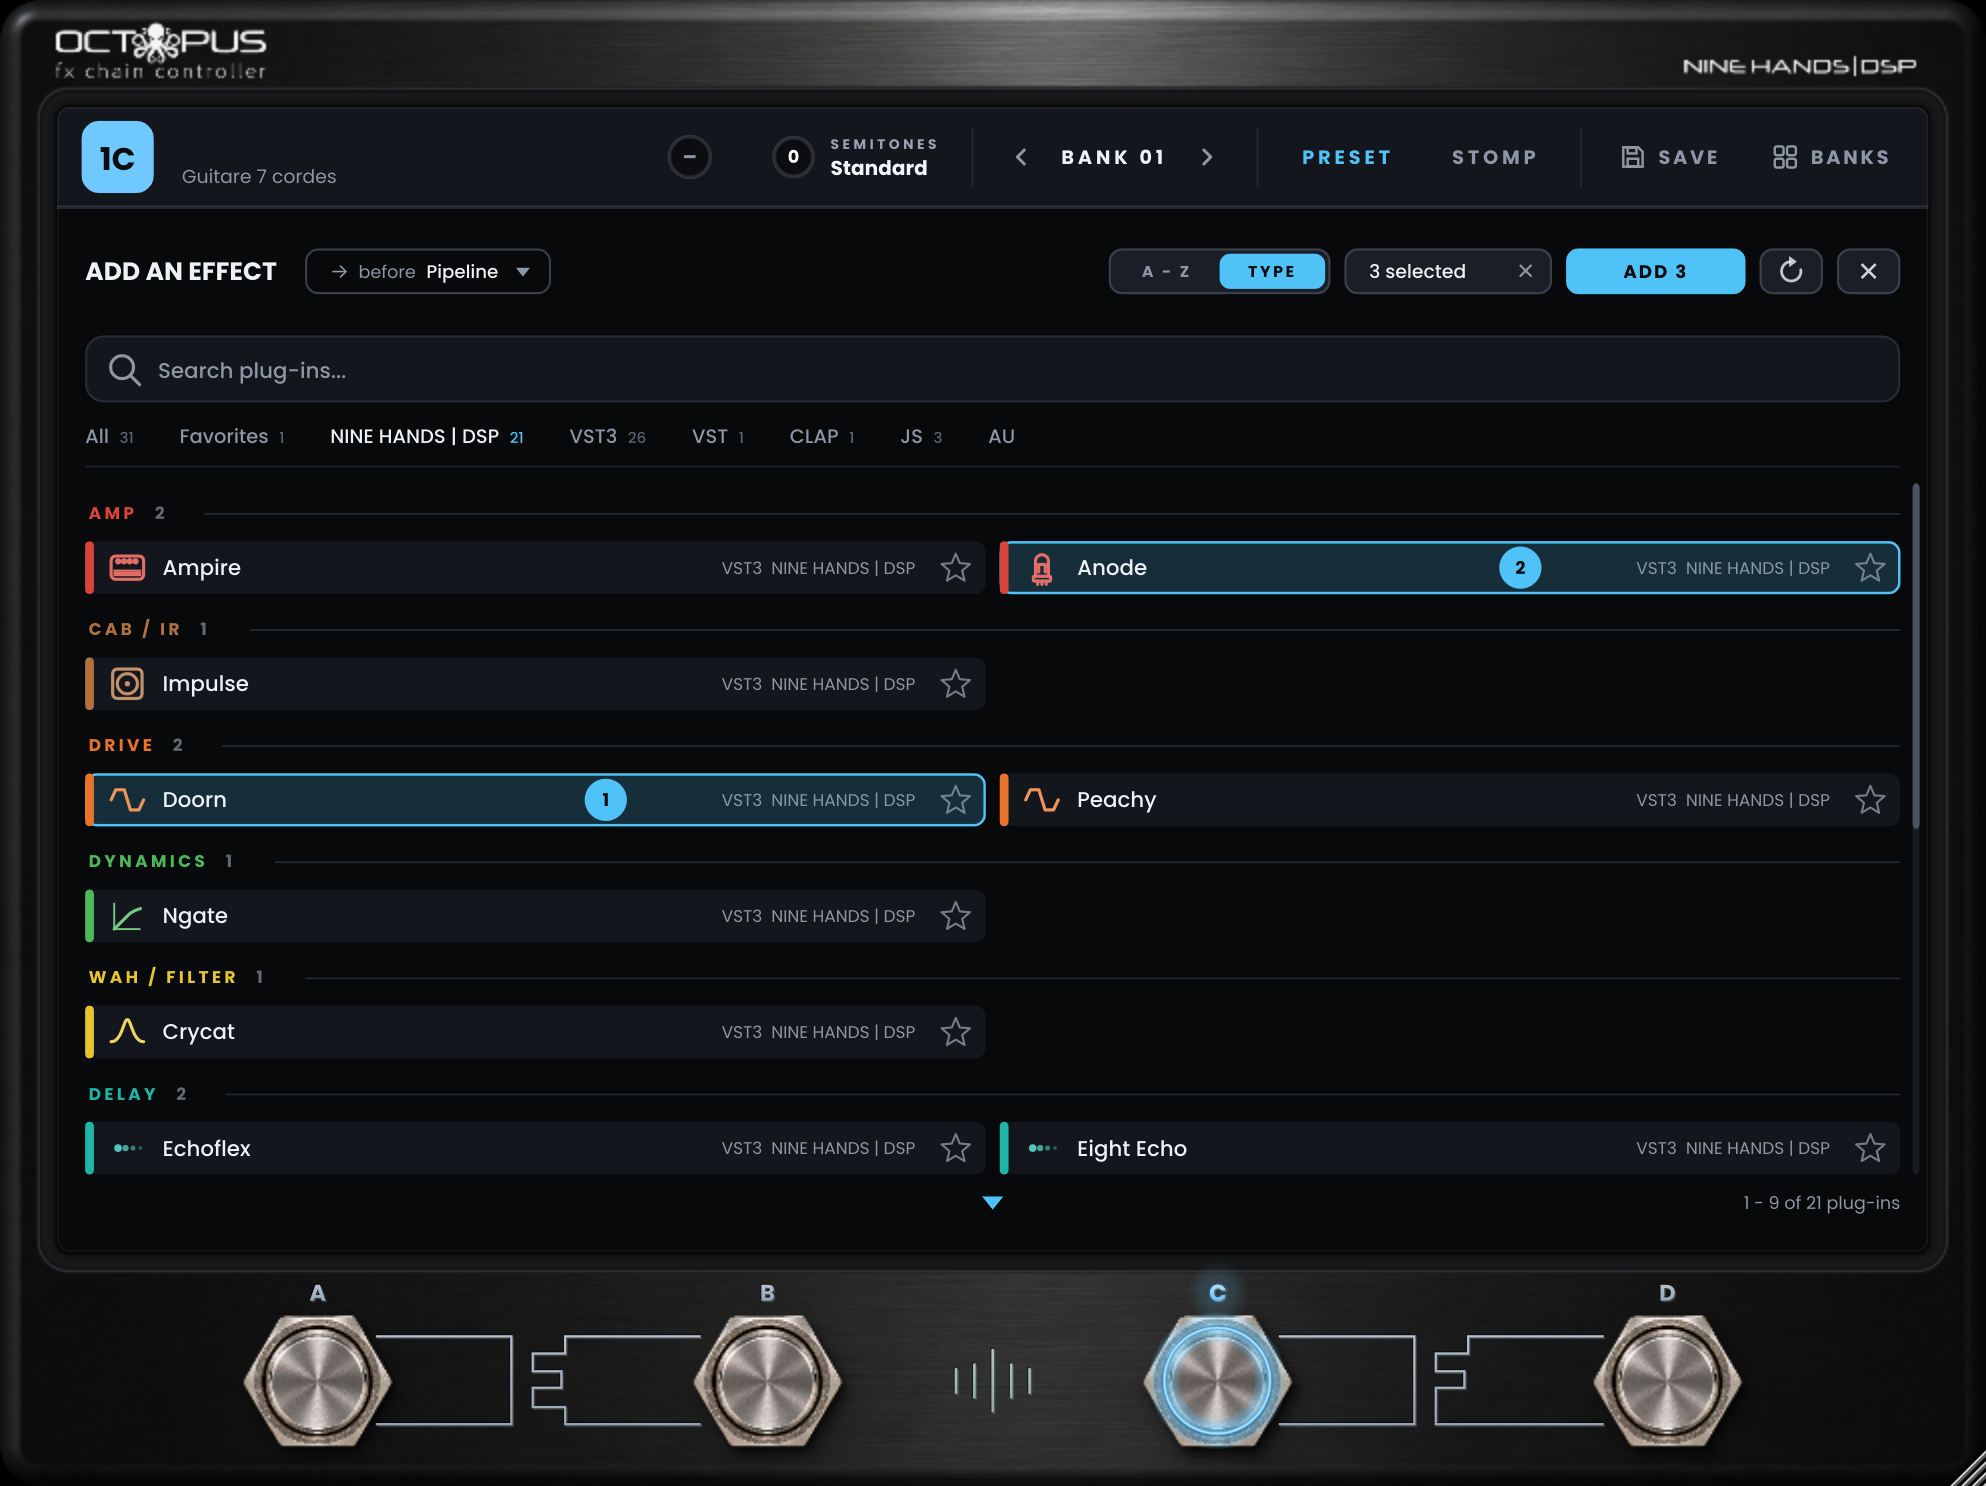 OCTOPUS
fx chain controller
NINE HANDS|DSP
1C
Guitare 7 cordes
-
0
SEMITONES
Standard
BANK 01
PRESET
STOMP
SAVE
BANKS
ADD AN EFFECT
→ before Pipeline
A - Z
TYPE
3 selected
ADD 3
Search plug-ins...
All 31
Favorites 1
NINE HANDS | DSP 21
VST3 26
VST 1
CLAP 1
JS 3
AU
AMP 2
Ampire VST3 NINE HANDS | DSP
Anode 2 VST3 NINE HANDS | DSP
CAB / IR 1
Impulse VST3 NINE HANDS | DSP
DRIVE 2
Doorn 1 VST3 NINE HANDS | DSP
Peachy VST3 NINE HANDS | DSP
DYNAMICS 1
Ngate VST3 NINE HANDS | DSP
WAH / FILTER 1
Crycat VST3 NINE HANDS | DSP
DELAY 2
Echoflex VST3 NINE HANDS | DSP
Eight Echo VST3 NINE HANDS | DSP
1 - 9 of 21 plug-ins
A
B
C
D